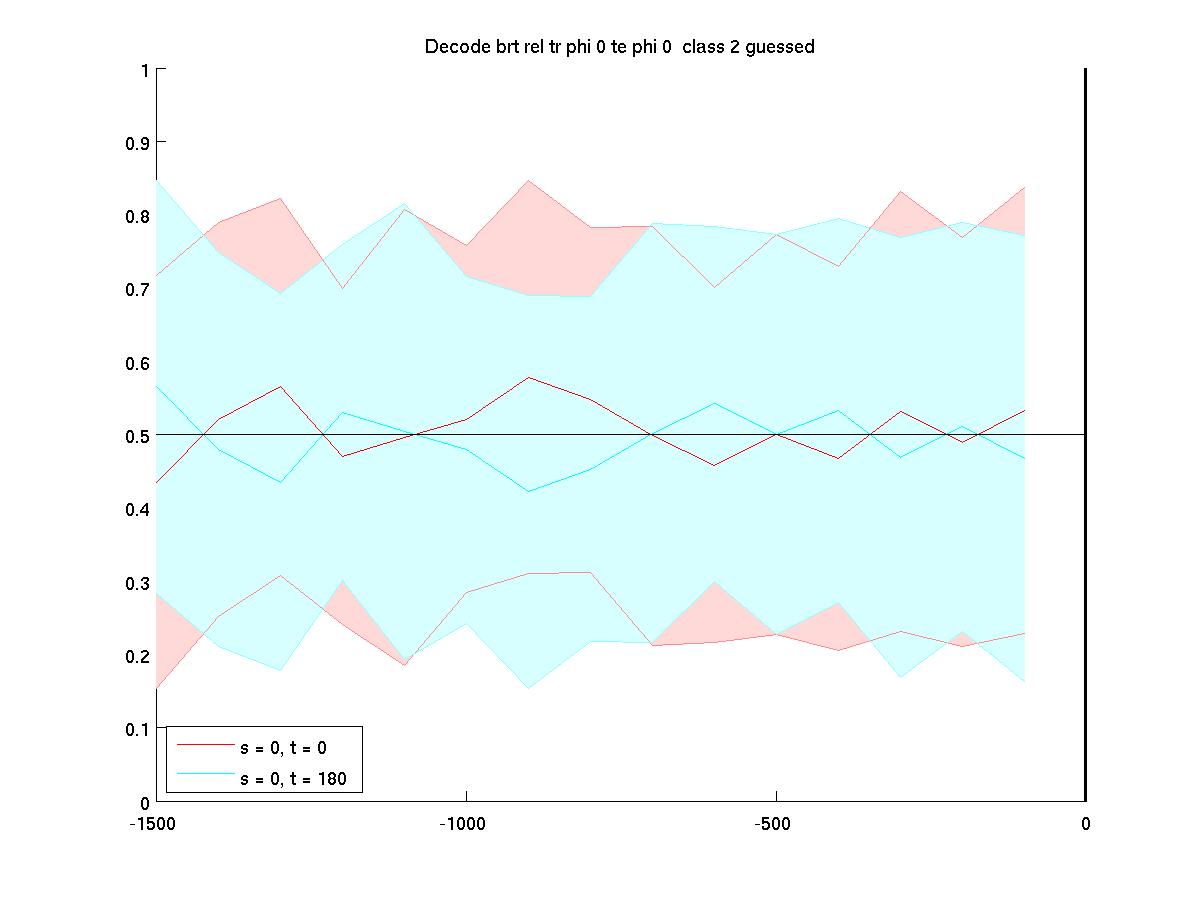 Decode brt rel tr phi 0 te phi 0  class 2 guessed
1
0.9
0.8
0.7
0.6
0.5
0.4
0.3
0.2
0.1
0
s = 0, t = 0
s = 0, t = 180
-1500 -1000 -500 0